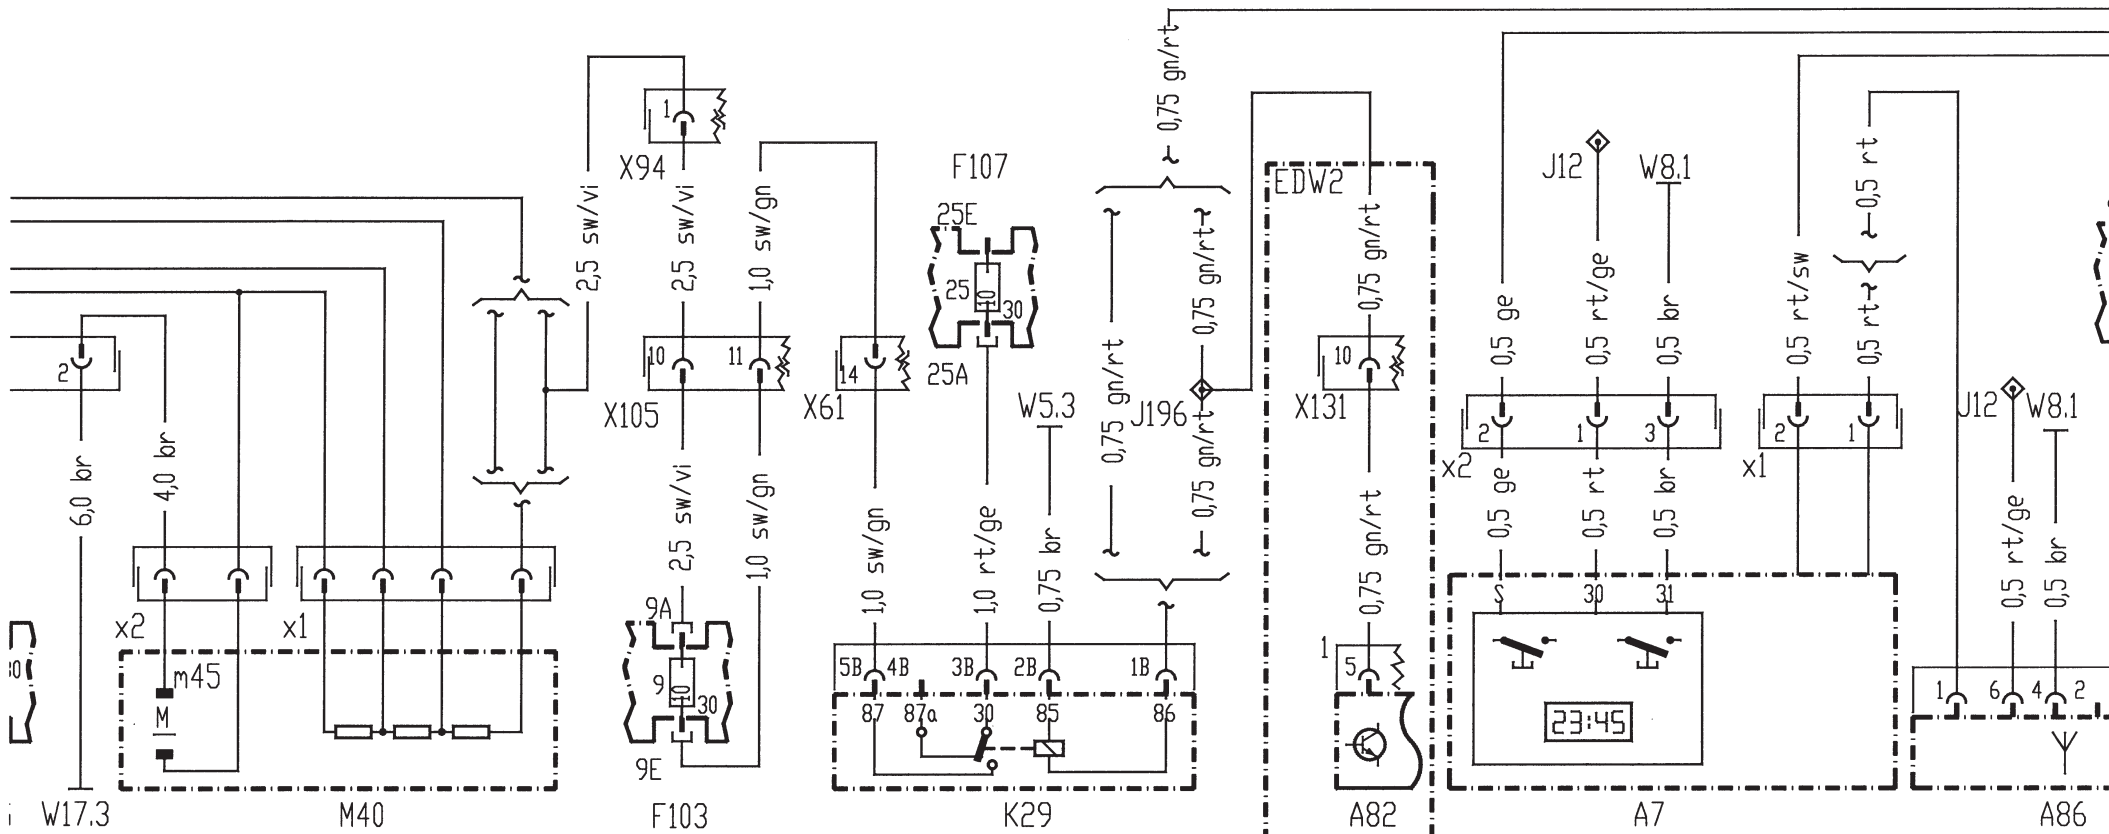 0,75 gn/rt
1
X94
2,5 sw/vi
2,5 sw/vi
1,0 sw/gn
F107
25E
25
10
30
25A
EDW2
0,75 gn/rt
J12
W8.1
0,5 rt
0,75 gn/rt
0,5 ge
0,5 rt/ge
0,5 br
0,5 rt/sw
0,5 rt
2
10
11
X105
14
X61
W5.3
0,75 gn/rt
J196
0,75 gn/rt
10
X131
2
1
3
x2
2
1
x1
J12
W8.1
6,0 br
4,0 br
2,5 sw/vi
1,0 sw/gn
1,0 sw/gn
1,0 rt/ge
0,75 br
0,75 gn/rt
0,5 ge
0,5 rt
0,5 br
0,5 rt/ge
0,5 br
x2
x1
9A
S
30
31
m45
M
9
10
30
9E
5B
4B
3B
2B
1B
87
87a
30
85
86
1
5
23:45
1
6
4
2
W17.3
M40
F103
K29
A82
A7
A86